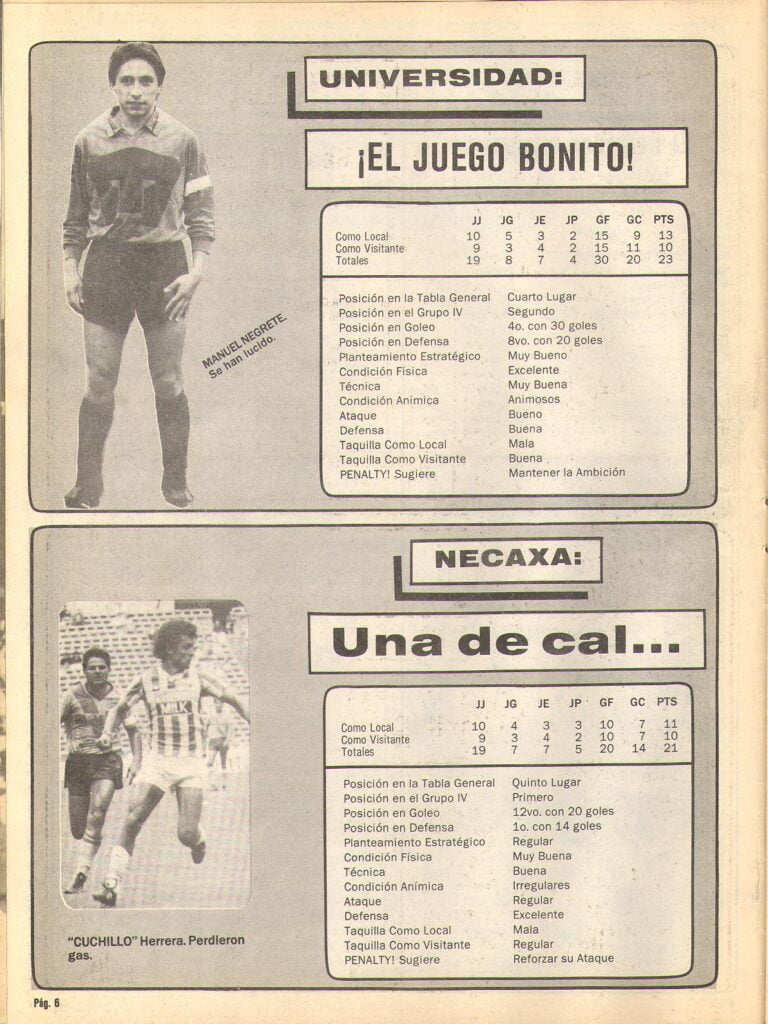 UNIVERSIDAD:
¡EL JUEGO BONITO!
JJ JG JE JP GF GC PTS
Como Local 10 5 3 2 15 9 13
Como Visitante 9 3 4 2 15 11 10
Totales 19 8 7 4 30 20 23
Posición en la Tabla General Cuarto Lugar
Posición en el Grupo IV Segundo
Posición en Goleo 4o. con 30 goles
Posición en Defensa 8vo. con 20 goles
Planteamiento Estratégico Muy Bueno
Condición Física Excelente
Técnica Muy Buena
Condición Anímica Animosos
Ataque Bueno
Defensa Buena
Taquilla Como Local Mala
Taquilla Como Visitante Buena
PENALTY! Sugiere Mantener la Ambición
MANUEL NEGRETE.
Se han lucido.
NECAXA:
Una de cal...
JJ JG JE JP GF GC PTS
Como Local 10 4 3 3 10 7 11
Como Visitante 9 3 4 2 10 7 10
Totales 19 7 7 5 20 14 21
Posición en la Tabla General Quinto Lugar
Posición en el Grupo IV Primero
Posición en Goleo 12vo. con 20 goles
Posición en Defensa 1o. con 14 goles
Planteamiento Estratégico Regular
Condición Física Muy Buena
Técnica Buena
Condición Anímica Irregulares
Ataque Regular
Defensa Excelente
Taquilla Como Local Mala
Taquilla Como Visitante Regular
PENALTY! Sugiere Reforzar su Ataque
MILK
"CUCHILLO" Herrera. Perdieron
gas.
Pág. 6